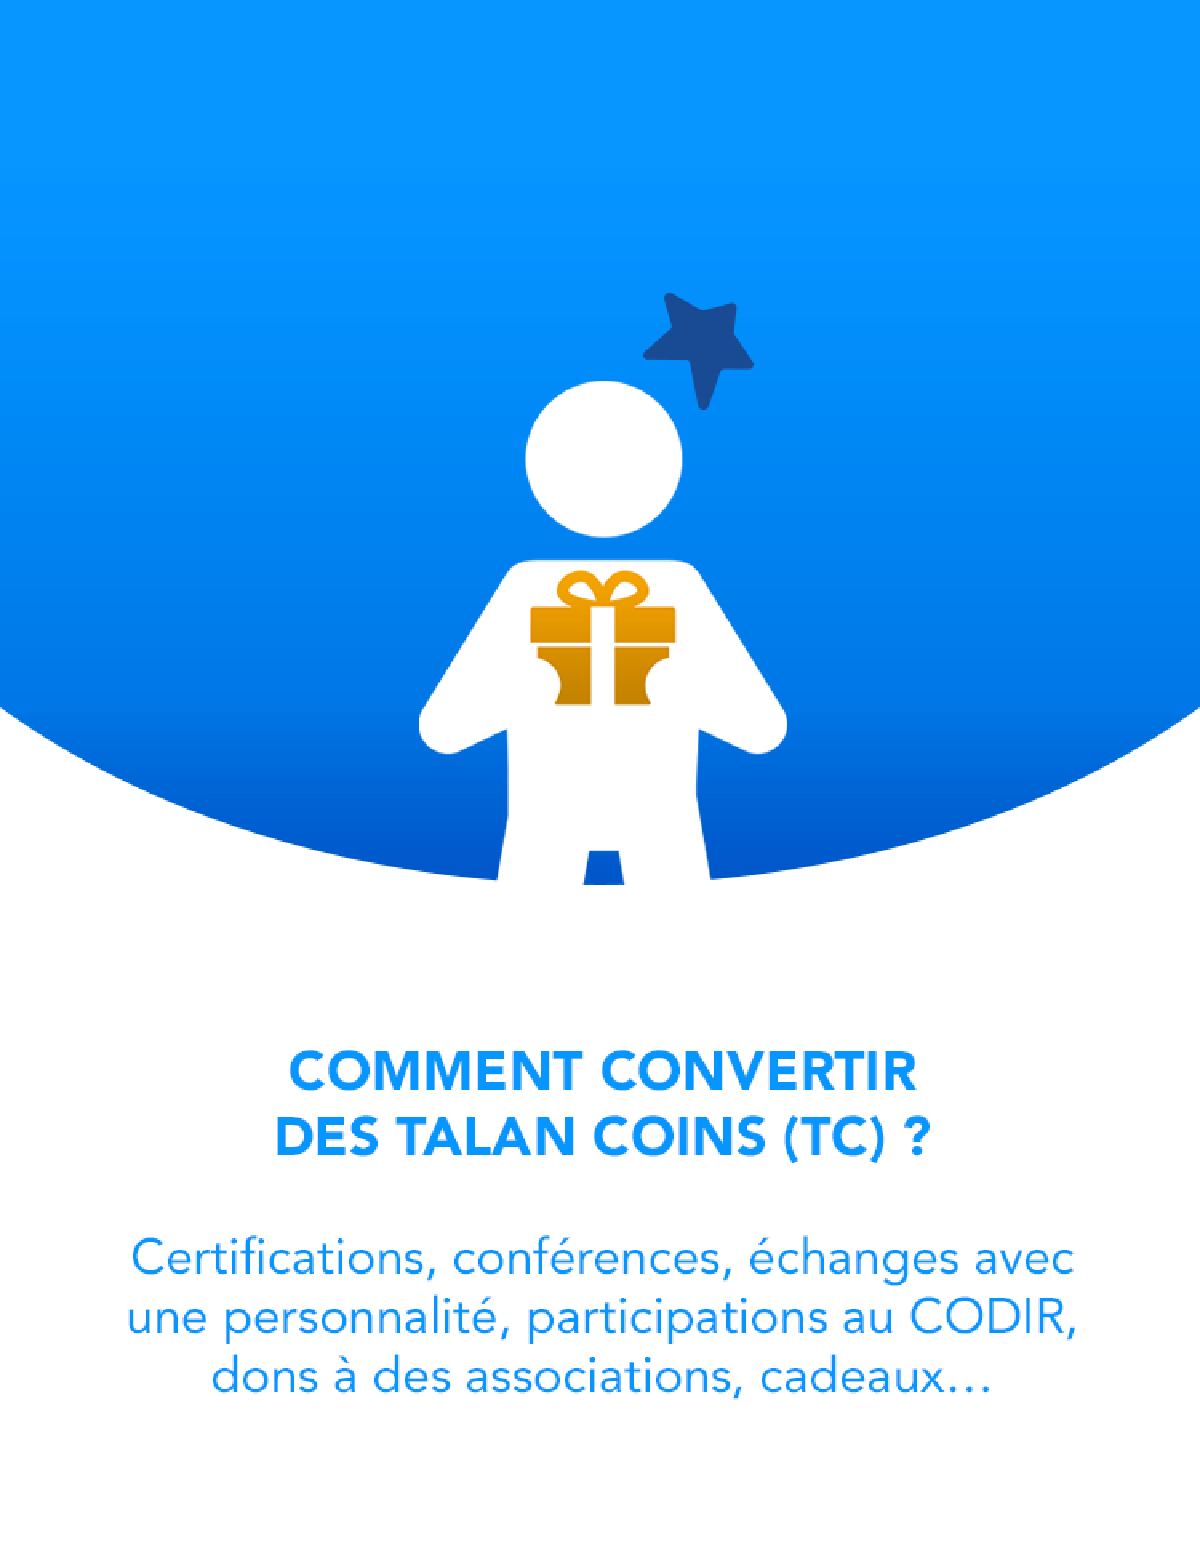 COMMENT CONVERTIR
DES TALAN COINS (TC) ?
Certifications, conférences, échanges avec
une personnalité, participations au CODIR,
dons à des associations, cadeaux…